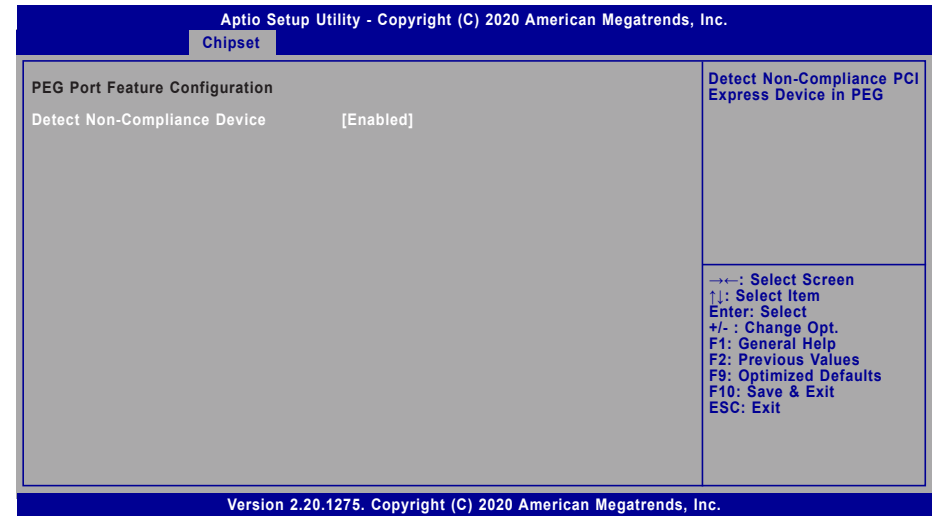 Aptio Setup Utility - Copyright (C) 2020 American Megatrends, Inc.
Chipset
PEG Port Feature Configuration
Detect Non-Compliance Device [Enabled]
Detect Non-Compliance PCI
Express Device in PEG
→←: Select Screen
↑↓: Select Item
Enter: Select
+/- : Change Opt.
F1: General Help
F2: Previous Values
F9: Optimized Defaults
F10: Save & Exit
ESC: Exit
Version 2.20.1275. Copyright (C) 2020 American Megatrends, Inc.